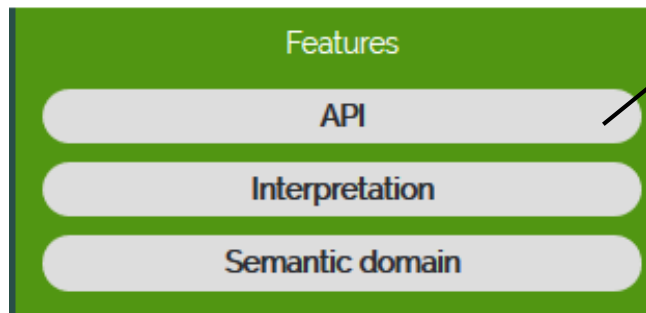 Features
API
Interpretation
Semantic domain